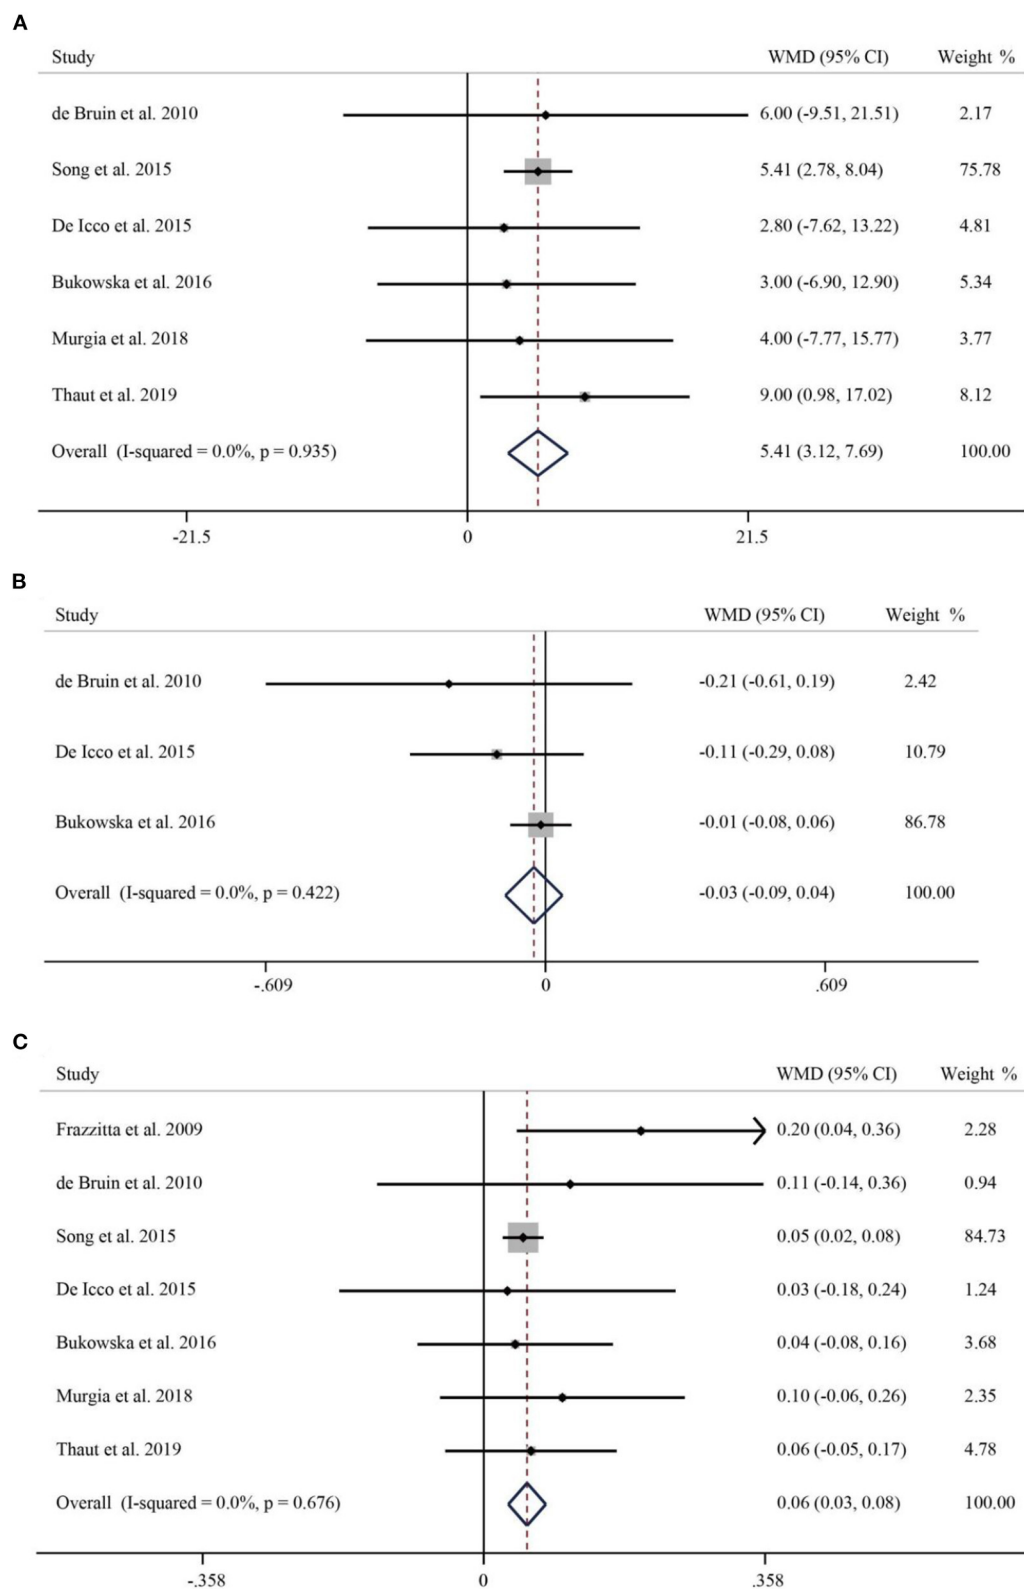 A
Study WMD (95% CI) Weight %
de Bruin et al. 2010 6.00 (-9.51, 21.51) 2.17
Song et al. 2015 5.41 (2.78, 8.04) 75.78
De Icco et al. 2015 2.80 (-7.62, 13.22) 4.81
Bukowska et al. 2016 3.00 (-6.90, 12.90) 5.34
Murgia et al. 2018 4.00 (-7.77, 15.77) 3.77
Thaut et al. 2019 9.00 (0.98, 17.02) 8.12
Overall (I-squared = 0.0%, p = 0.935) 5.41 (3.12, 7.69) 100.00
-21.5 0 21.5
B
Study WMD (95% CI) Weight %
de Bruin et al. 2010 -0.21 (-0.61, 0.19) 2.42
De Icco et al. 2015 -0.11 (-0.29, 0.08) 10.79
Bukowska et al. 2016 -0.01 (-0.08, 0.06) 86.78
Overall (I-squared = 0.0%, p = 0.422) -0.03 (-0.09, 0.04) 100.00
-.609 0 .609
C
Study WMD (95% CI) Weight %
Frazzitta et al. 2009 0.20 (0.04, 0.36) 2.28
de Bruin et al. 2010 0.11 (-0.14, 0.36) 0.94
Song et al. 2015 0.05 (0.02, 0.08) 84.73
De Icco et al. 2015 0.03 (-0.18, 0.24) 1.24
Bukowska et al. 2016 0.04 (-0.08, 0.16) 3.68
Murgia et al. 2018 0.10 (-0.06, 0.26) 2.35
Thaut et al. 2019 0.06 (-0.05, 0.17) 4.78
Overall (I-squared = 0.0%, p = 0.676) 0.06 (0.03, 0.08) 100.00
-.358 0 .358